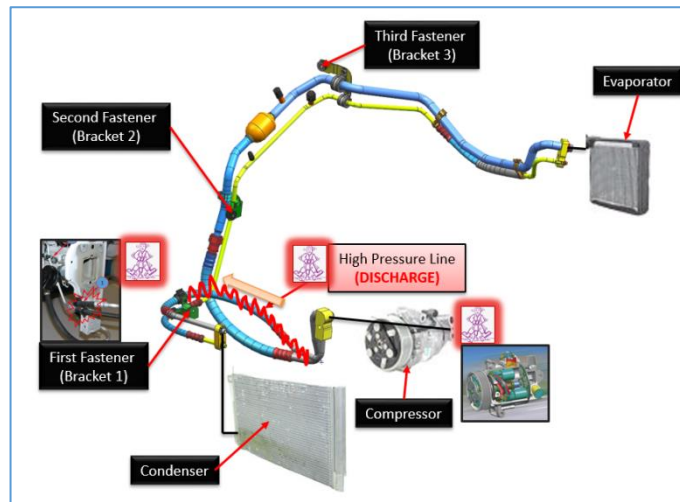 Third Fastener
(Bracket 3)
Evaporator
Second Fastener
(Bracket 2)
High Pressure Line
(DISCHARGE)
First Fastener
(Bracket 1)
Compressor
Condenser